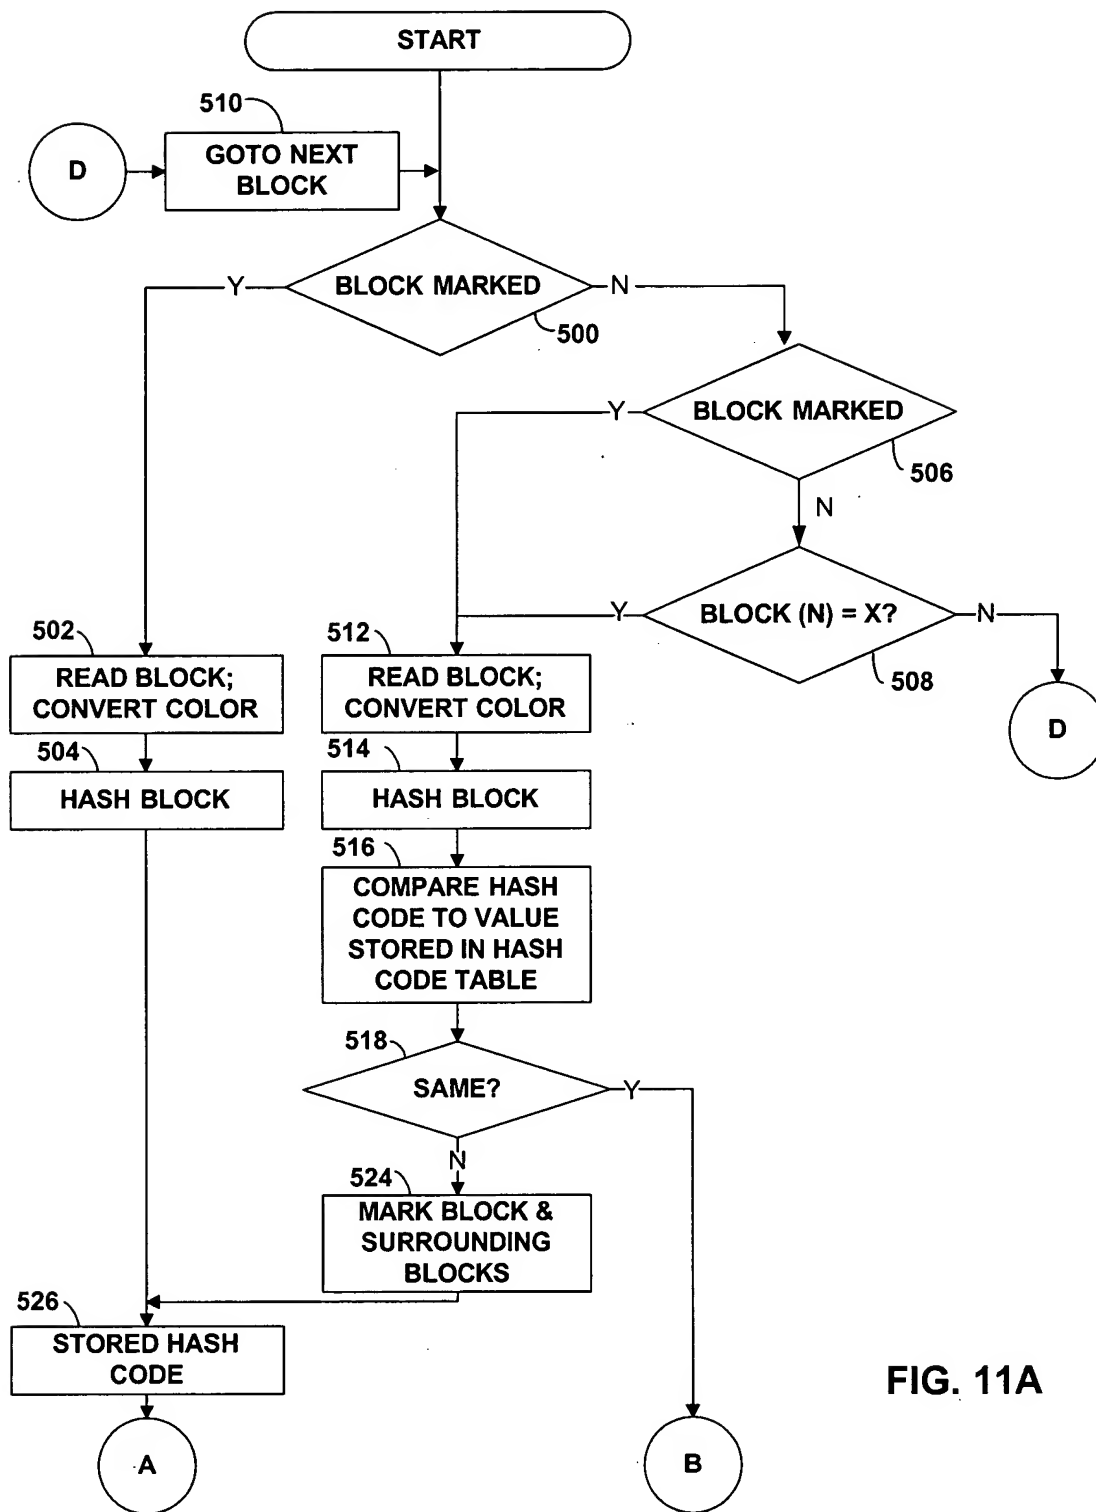 START
510
D
GOTO NEXT
BLOCK
Y
BLOCK MARKED
N
500
Y
BLOCK MARKED
506
N
Y
BLOCK (N) = X?
N
508
D
502
READ BLOCK;
CONVERT COLOR
512
READ BLOCK;
CONVERT COLOR
504
HASH BLOCK
514
HASH BLOCK
516
COMPARE HASH
CODE TO VALUE
STORED IN HASH
CODE TABLE
518
SAME?
Y
N
524
MARK BLOCK &
SURROUNDING
BLOCKS
526
STORED HASH
CODE
A
B
FIG. 11A